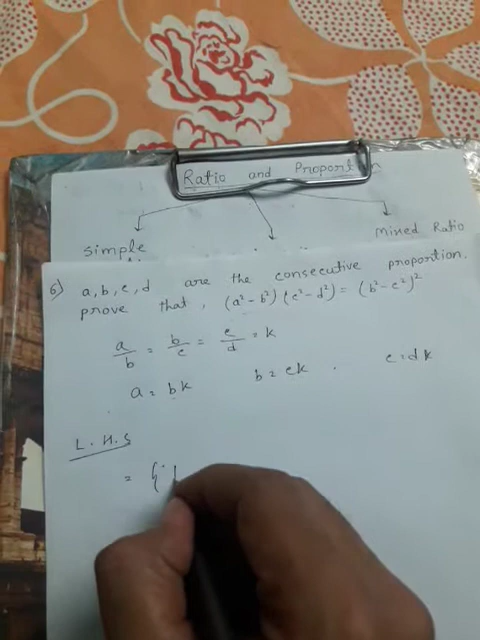 Ratio and Proportion
simple
Mixed Ratio
6) a, b, c, d are the consecutive proportion.
prove that, (a² - b²) (c² - d²) = (b² - c²)²
a/b = b/c = c/d = k
a = bk b = ck . c = dk
L.H.S
= {